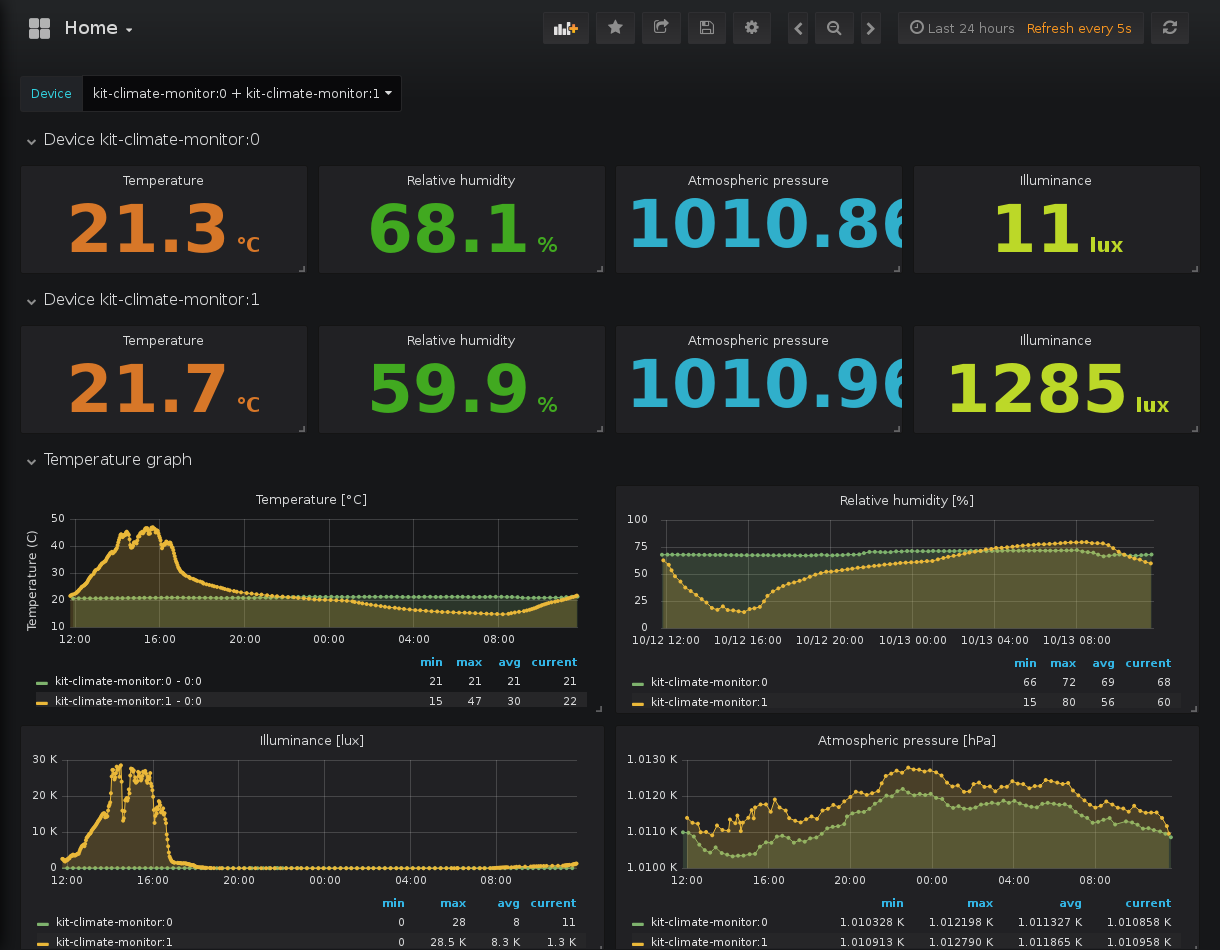 Home
Last 24 hours Refresh every 5s
Device kit-climate-monitor:0 + kit-climate-monitor:1
Device kit-climate-monitor:0
Temperature Relative humidity Atmospheric pressure Illuminance
21.3 °C 68.1 % 1010.86 11 lux
Device kit-climate-monitor:1
Temperature Relative humidity Atmospheric pressure Illuminance
21.7 °C 59.9 % 1010.96 1285 lux
Temperature graph
Temperature [°C]
Temperature (C)
50
40
30
20
10
12:00 16:00 20:00 00:00 04:00 08:00
min max avg current
kit-climate-monitor:0 - 0:0 21 21 21 21
kit-climate-monitor:1 - 0:0 15 47 30 22
Relative humidity [%]
100
75
50
25
0
10/12 12:00 10/12 16:00 10/12 20:00 10/13 00:00 10/13 04:00 10/13 08:00
min max avg current
kit-climate-monitor:0 66 72 69 68
kit-climate-monitor:1 15 80 56 60
Illuminance [lux]
30 K
20 K
10 K
0
12:00 16:00 20:00 00:00 04:00 08:00
min max avg current
kit-climate-monitor:0 0 28 8 11
kit-climate-monitor:1 0 28.5 K 8.3 K 1.3 K
Atmospheric pressure [hPa]
1.0130 K
1.0120 K
1.0110 K
1.0100 K
12:00 16:00 20:00 00:00 04:00 08:00
min max avg current
kit-climate-monitor:0 1.010328 K 1.012198 K 1.011327 K 1.010858 K
kit-climate-monitor:1 1.010913 K 1.012790 K 1.011865 K 1.010958 K